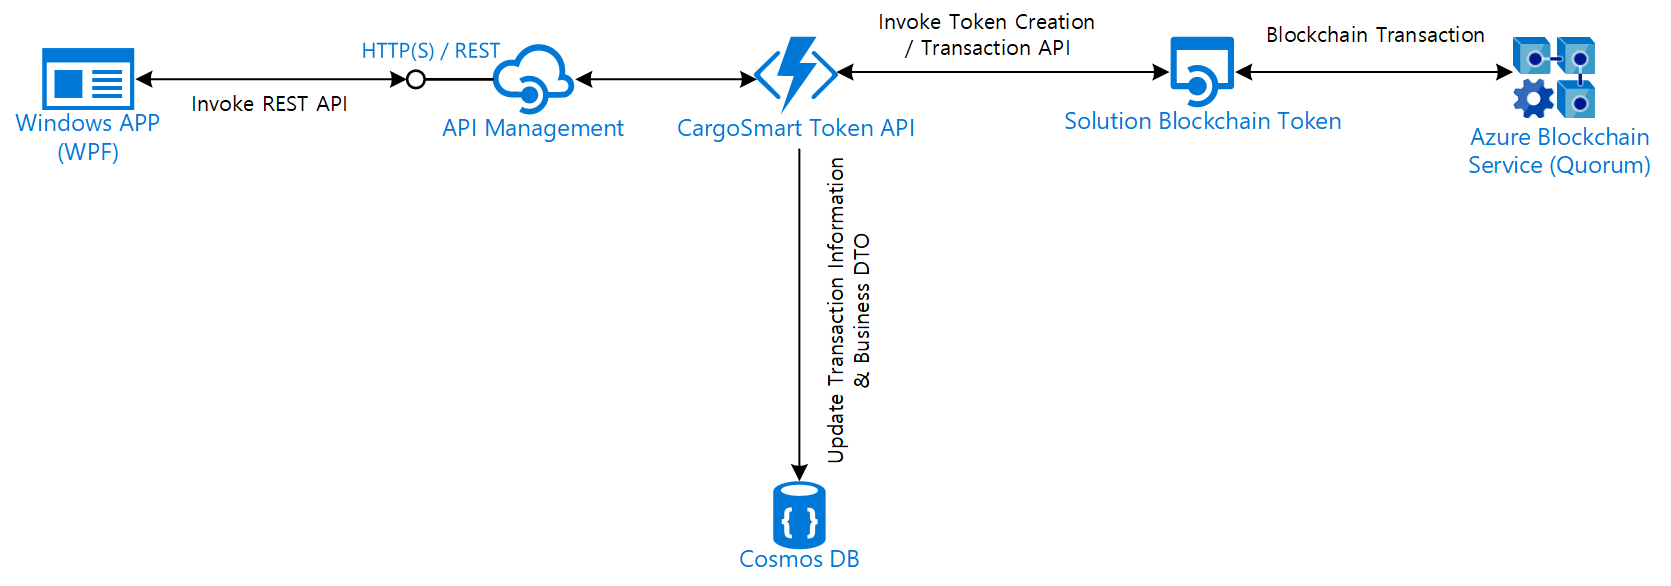 Invoke Token Creation
/ Transaction API
Blockchain Transaction
HTTP(S) / REST
Invoke REST API
Windows APP
(WPF)
API Management
CargoSmart Token API
Solution Blockchain Token
Azure Blockchain
Service (Quorum)
Update Transaction Information
& Business DTO
{ }
Cosmos DB